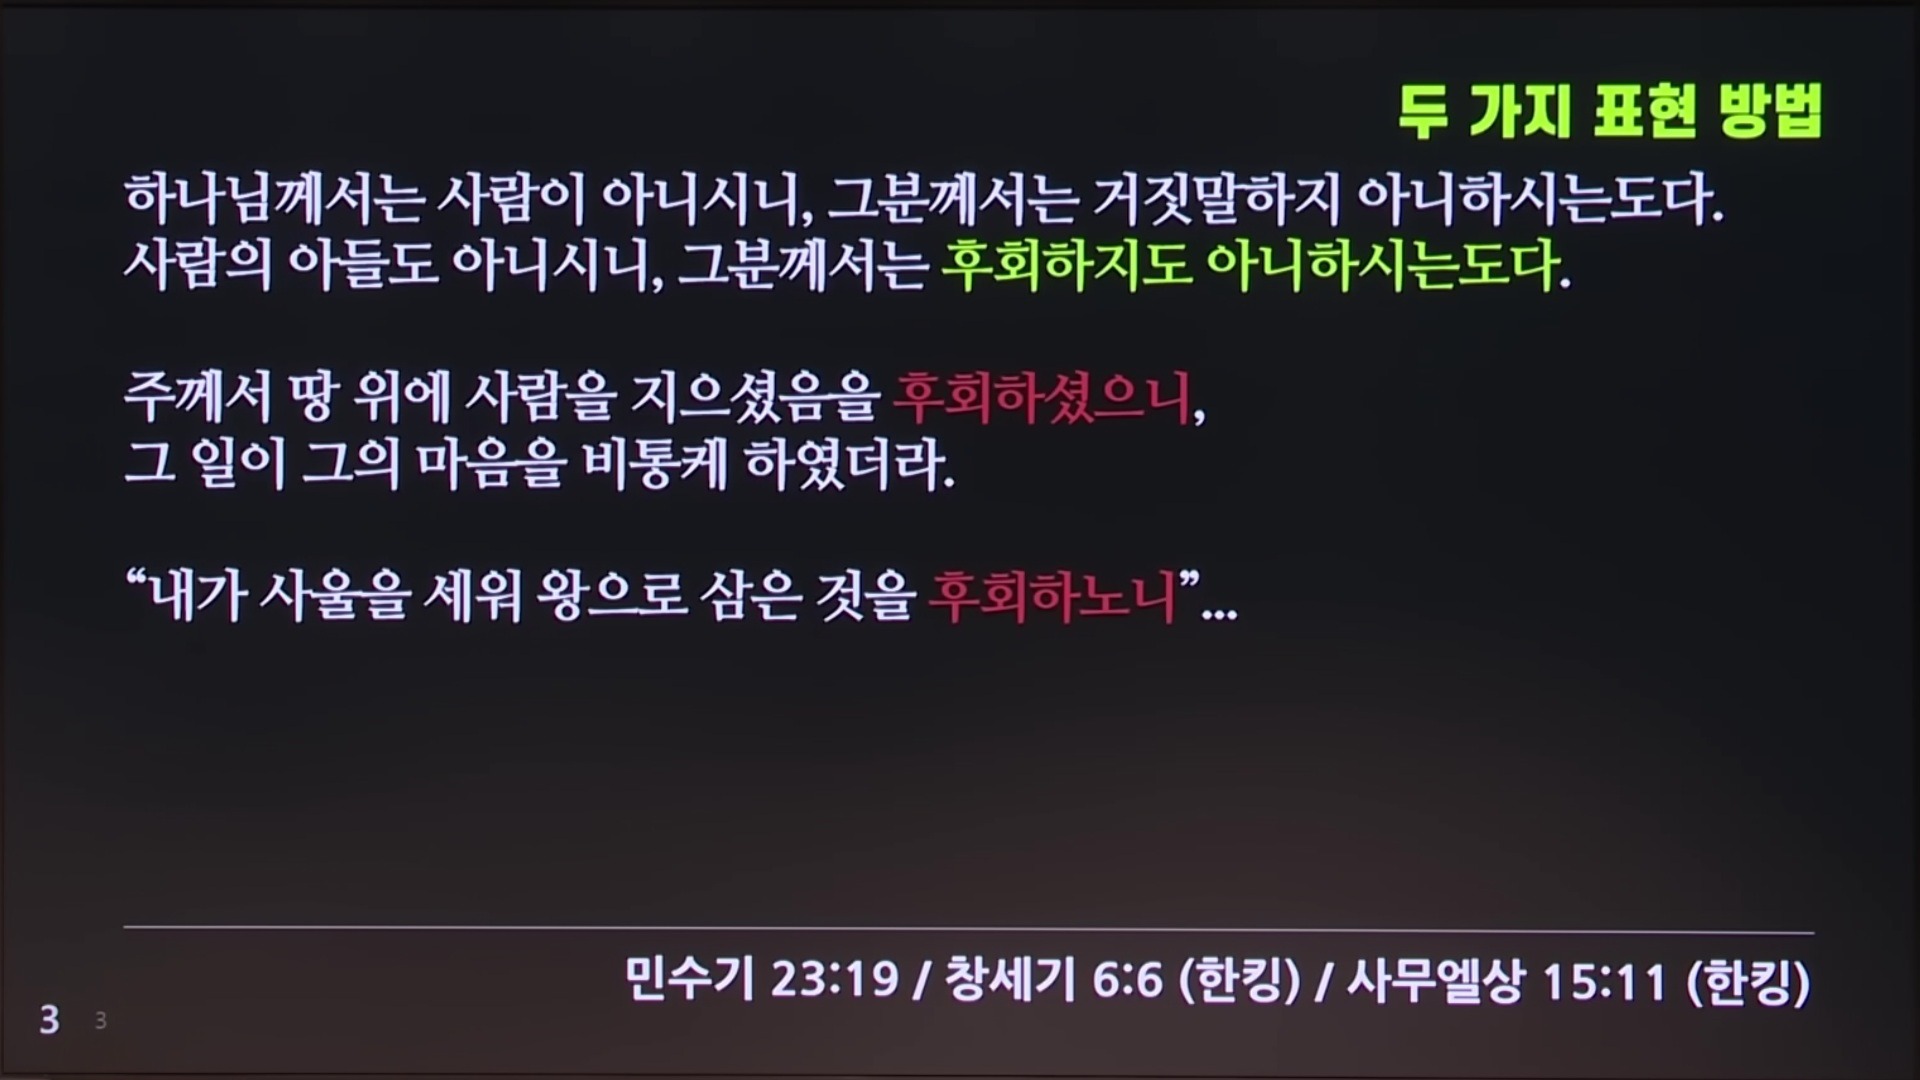 두 가지 표현 방법
하나님께서는 사람이 아니시니, 그분께서는 거짓말하지 아니하시는도다.
사람의 아들도 아니시니, 그분께서는 후회하지도 아니하시는도다.
주께서 땅 위에 사람을 지으셨음을 후회하셨으니,
그 일이 그의 마음을 비통케 하였더라.
“내가 사울을 세워 왕으로 삼은 것을 후회하노니”...
민수기 23:19 / 창세기 6:6 (한킹) / 사무엘상 15:11 (한킹)
3 3